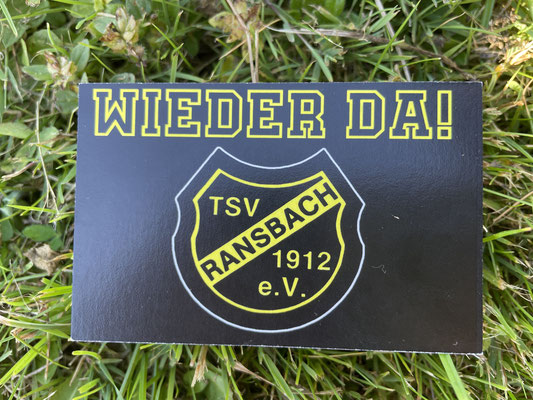 WIEDER DA!
TSV
RANSBACH
1912
e.V.